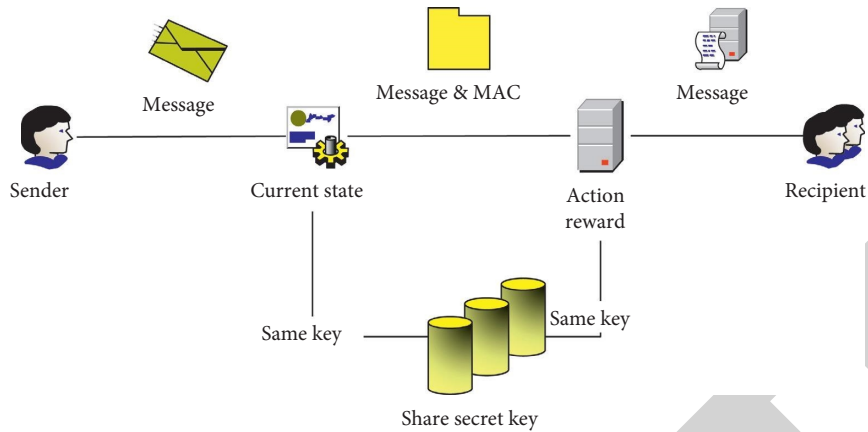 Message
Message & MAC
Message
Sender
Current state
Action
reward
Recipient
Same key
Same key
Share secret key